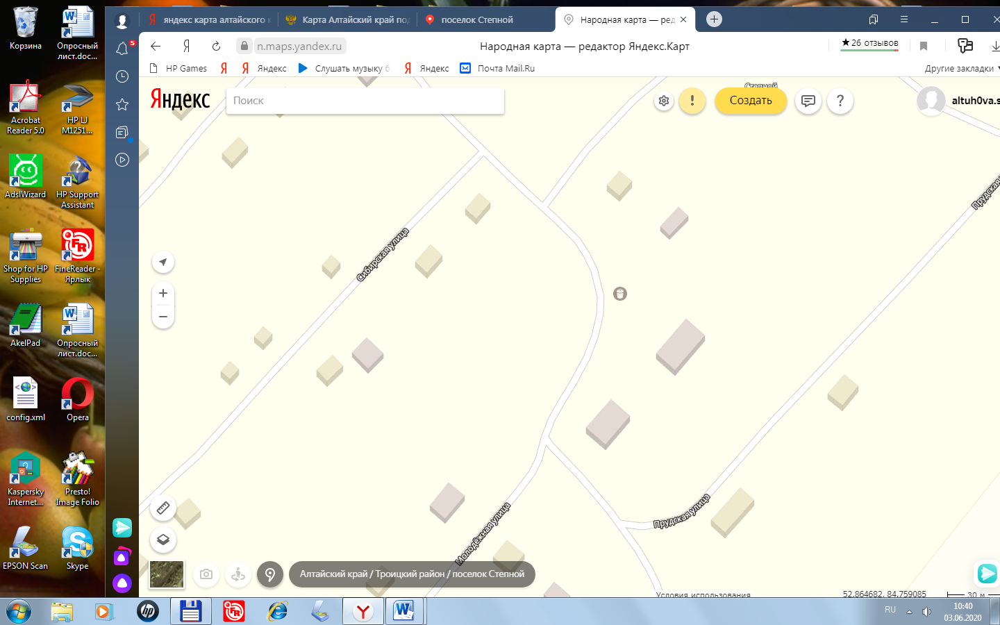 Корзина
Опросный
лист.doc...
Acrobat
Reader 5.0
HP LJ
M1251...
AdslWizard
HP Support
Assistant
Shop for HP
Supplies
FineReader -
Ярлык
AkelPad
Опросный
лист.doc...
config.xml
Opera
Kaspersky
Internet...
Presto!
Image Folio
EPSON Scan
Skype
5
яндекс карта алтайского к
Карта Алтайский край по
поселок Степной
Народная карта — ред
n.maps.yandex.ru
Народная карта — редактор Яндекс.Карт
26 отзывов
HP Games
Яндекс
Слушать музыку б
Яндекс
Почта Mail.Ru
Другие закладки
Яндекс
Поиск
Степной
!
Создать
?
altuh0va.s
Сибирская улица
Прудская
Прудская улица
Молодёжная улица
Алтайский край / Троицкий район / поселок Степной
Условия использования
52.864682, 84.759085
30 м
RU
10:40
03.06.2020